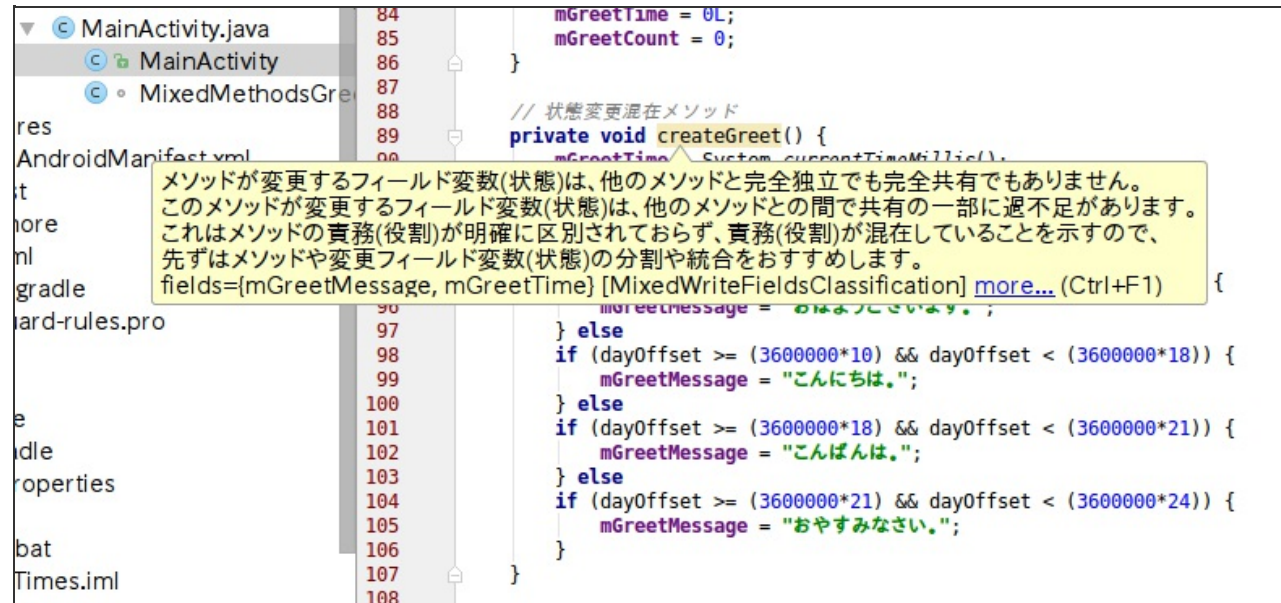 MainActivity.java
MainActivity
MixedMethodsGre
res
AndroidManifest.xml
st
more
ml
gradle
uard-rules.pro
e
dle
roperties
bat
Times.iml
84 mGreetTime = 0L;
85 mGreetCount = 0;
86 }
87
88 // 状態変更混在メソッド
89 private void createGreet() {
90 mGreetTime = System.currentTimeMillis();
メソッドが変更するフィールド変数(状態)は、他のメソッドと完全独立でも完全共有でもありません。
このメソッドが変更するフィールド変数(状態)は、他のメソッドとの間で共有の一部に過不足があります。
これはメソッドの責務(役割)が明確に区別されておらず、責務(役割)が混在していることを示すので、
先ずはメソッドや変更フィールド変数(状態)の分割や統合をおすすめします。
fields={mGreetMessage, mGreetTime} [MixedWriteFieldsClassification] more... (Ctrl+F1)
{
96 mGreetMessage = "おはようございます。";
97 } else
98 if (dayOffset >= (3600000*10) && dayOffset < (3600000*18)) {
99 mGreetMessage = "こんにちは。";
100 } else
101 if (dayOffset >= (3600000*18) && dayOffset < (3600000*21)) {
102 mGreetMessage = "こんばんは。";
103 } else
104 if (dayOffset >= (3600000*21) && dayOffset < (3600000*24)) {
105 mGreetMessage = "おやすみなさい。";
106 }
107 }
108